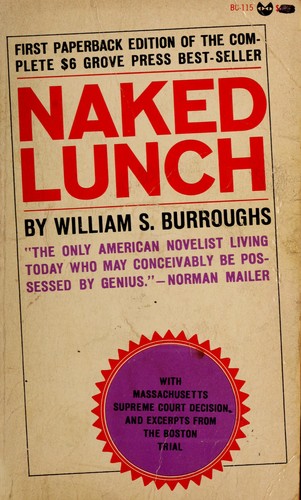 BC-115
FIRST PAPERBACK EDITION OF THE COM-
PLETE $6 GROVE PRESS BEST-SELLER
NAKED
LUNCH
BY WILLIAM S. BURROUGHS
"THE ONLY AMERICAN NOVELIST LIVING
TODAY WHO MAY CONCEIVABLY BE POS-
SESSED BY GENIUS."—NORMAN MAILER
WITH
MASSACHUSETTS
SUPREME COURT DECISION,
AND EXCERPTS FROM
THE BOSTON
TRIAL